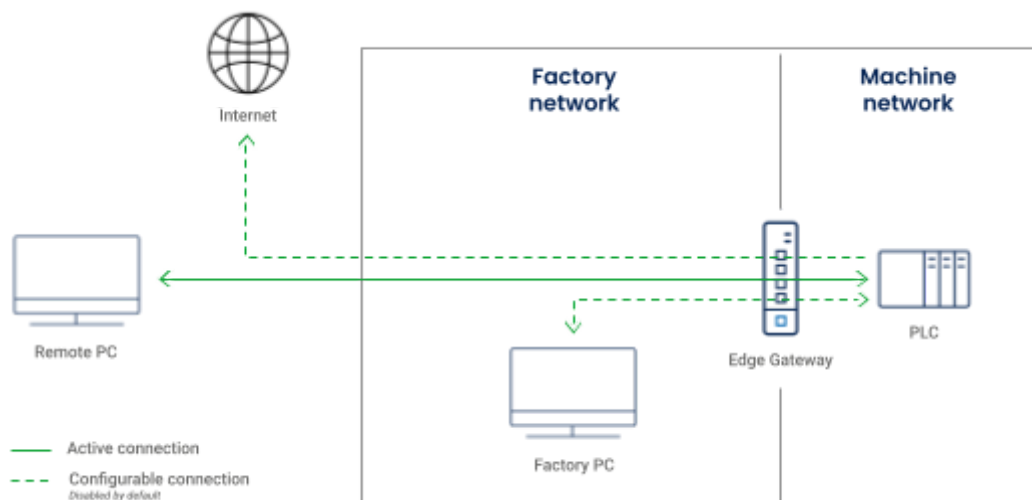 Internet
Factory
network
Machine
network
Remote PC
Edge Gateway
PLC
Factory PC
Active connection
Configurable connection
Disabled by default